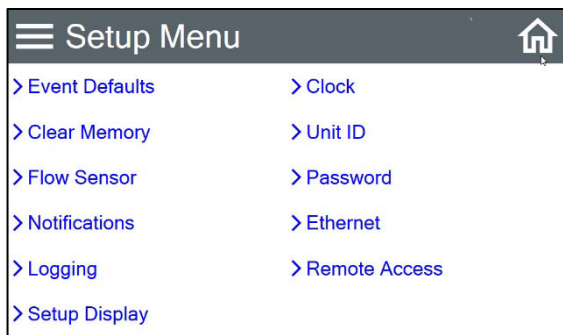 Setup Menu
Event Defaults
Clear Memory
Flow Sensor
Notifications
Logging
Setup Display
Clock
Unit ID
Password
Ethernet
Remote Access